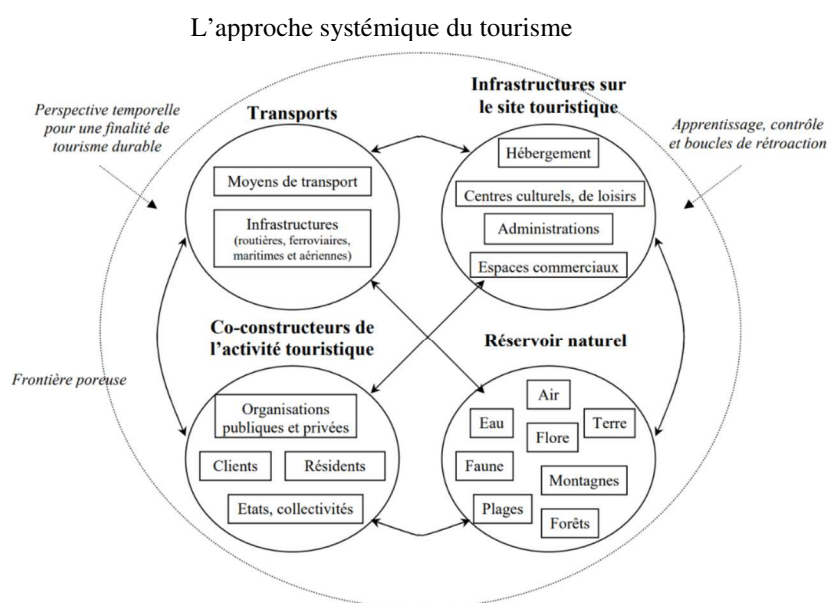 L’approche systémique du tourisme
Perspective temporelle
pour une finalité de
tourisme durable
Transports
Moyens de transport
Infrastructures
(routières, ferroviaires,
maritimes et aériennes)
Infrastructures sur
le site touristique
Hébergement
Centres culturels, de loisirs
Administrations
Espaces commerciaux
Apprentissage, contrôle
et boucles de rétroaction
Frontière poreuse
Co-constructeurs de
l’activité touristique
Organisations
publiques et privées
Clients
Résidents
Etats, collectivités
Réservoir naturel
Air
Eau
Terre
Flore
Faune
Montagnes
Plages
Forêts